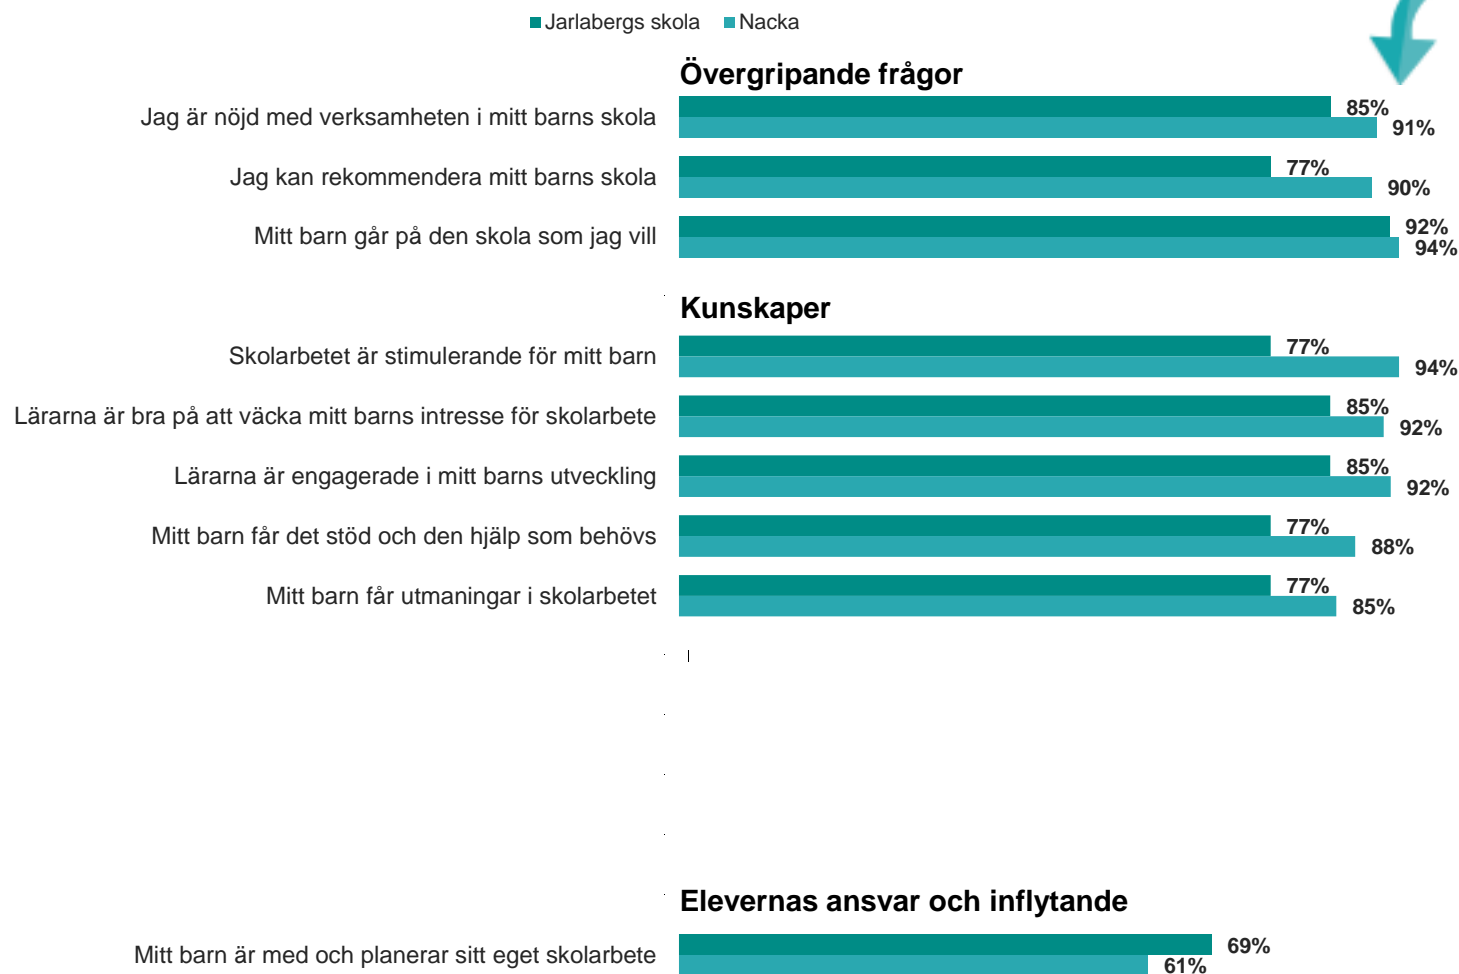 Jarlabergs skola Nacka
Övergripande frågor
Jag är nöjd med verksamheten i mitt barns skola 85% 91%
Jag kan rekommendera mitt barns skola 77% 90%
Mitt barn går på den skola som jag vill 92% 94%
Kunskaper
Skolarbetet är stimulerande för mitt barn 77% 94%
Lärarna är bra på att väcka mitt barns intresse för skolarbete 85% 92%
Lärarna är engagerade i mitt barns utveckling 85% 92%
Mitt barn får det stöd och den hjälp som behövs 77% 88%
Mitt barn får utmaningar i skolarbetet 77% 85%
Elevernas ansvar och inflytande
Mitt barn är med och planerar sitt eget skolarbete 69% 61%